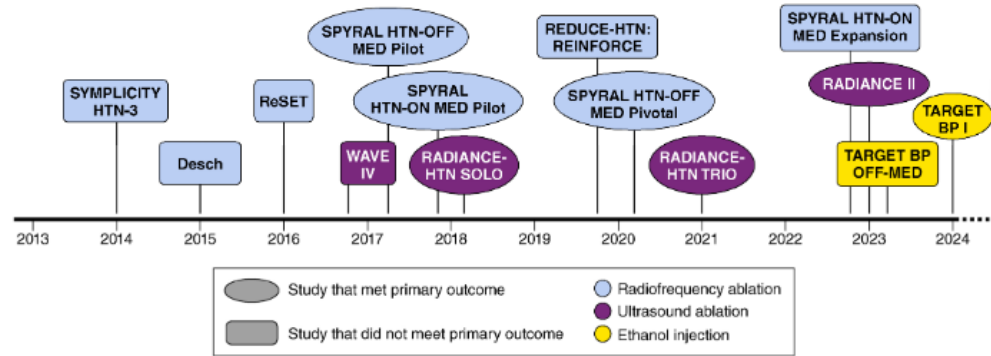 SPYRAL HTN-OFF
MED Pilot
REDUCE-HTN:
REINFORCE
SPYRAL HTN-ON
MED Expansion
SYMPLICITY
HTN-3
ReSET
SPYRAL
HTN-ON MED Pilot
SPYRAL HTN-OFF
MED Pivotal
RADIANCE II
TARGET
BP I
Desch
WAVE
IV
RADIANCE-
HTN SOLO
RADIANCE-
HTN TRIO
TARGET BP
OFF-MED
2013 2014 2015 2016 2017 2018 2019 2020 2021 2022 2023 2024
Study that met primary outcome
Study that did not meet primary outcome
Radiofrequency ablation
Ultrasound ablation
Ethanol injection